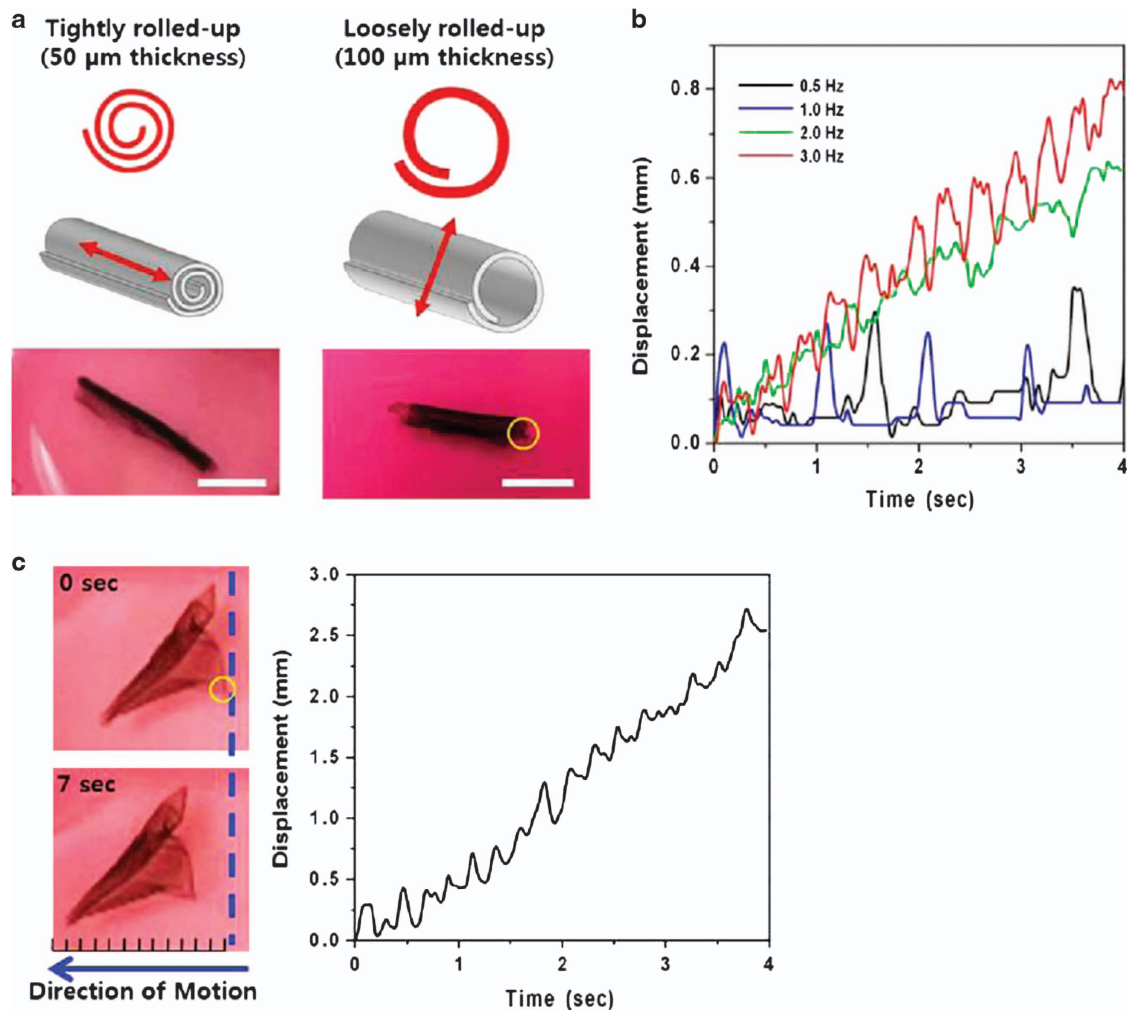 a
Tightly rolled-up
(50 µm thickness)
Loosely rolled-up
(100 µm thickness)
b
Displacement (mm)
0.8
0.6
0.4
0.2
0.0
0.5 Hz
1.0 Hz
2.0 Hz
3.0 Hz
0 1 2 3 4
Time (sec)
c
0 sec
7 sec
Direction of Motion
Displacement (mm)
3.0
2.5
2.0
1.5
1.0
0.5
0.0
0 1 2 3 4
Time (sec)